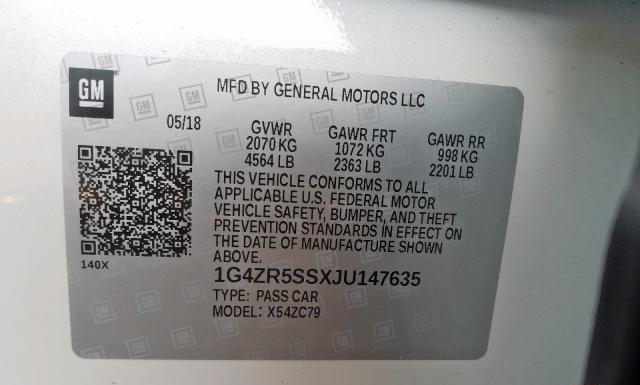 GM
MFD BY GENERAL MOTORS LLC
05/18
GVWR GAWR FRT GAWR RR
2070 KG 1072 KG 998 KG
4564 LB 2363 LB 2201 LB
THIS VEHICLE CONFORMS TO ALL
APPLICABLE U.S. FEDERAL MOTOR
VEHICLE SAFETY, BUMPER, AND THEFT
PREVENTION STANDARDS IN EFFECT ON
THE DATE OF MANUFACTURE SHOWN
ABOVE.
140X
1G4ZR5SSXJU147635
TYPE: PASS CAR
MODEL: X54ZC79